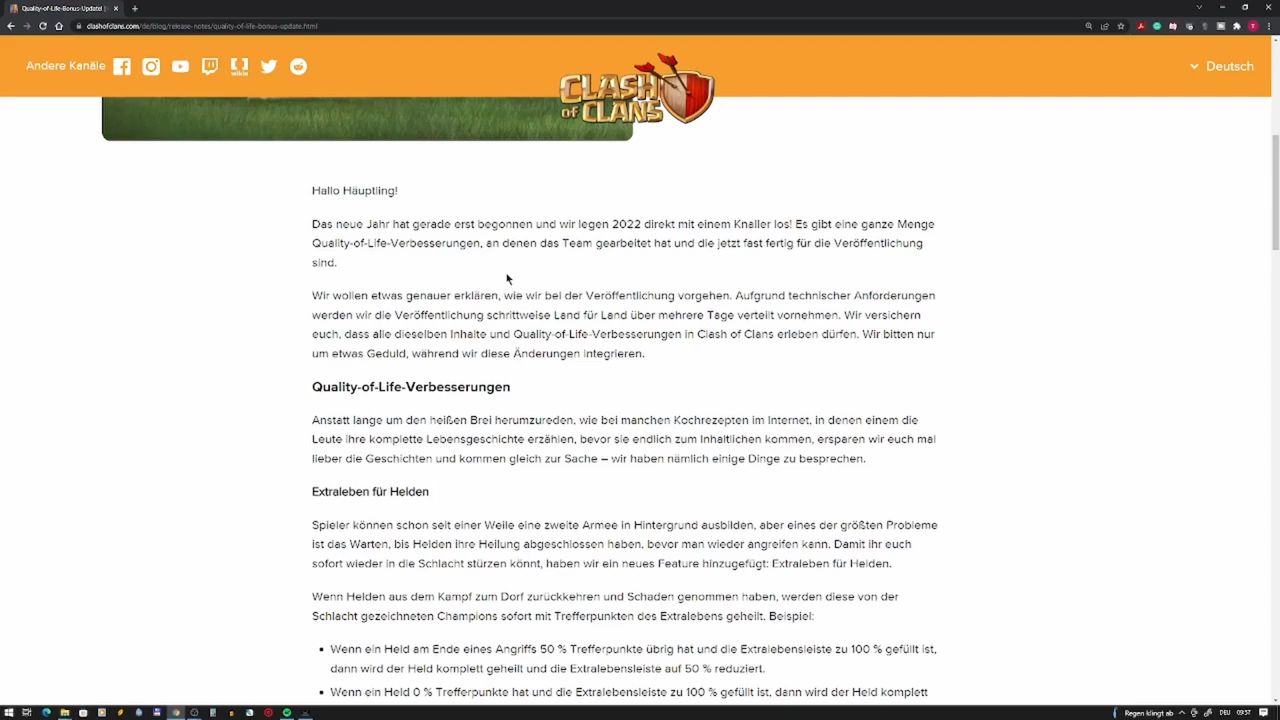 Quality-of-Life-Bonus-Update! |
clashofclans.com/de/blog/release-notes/quality-of-life-bonus-update.html
Andere Kanäle
wikia
CLASH OF CLANS
Deutsch
Hallo Häuptling!
Das neue Jahr hat gerade erst begonnen und wir legen 2022 direkt mit einem Knaller los! Es gibt eine ganze Menge
Quality-of-Life-Verbesserungen, an denen das Team gearbeitet hat und die jetzt fast fertig für die Veröffentlichung
sind.
Wir wollen etwas genauer erklären, wie wir bei der Veröffentlichung vorgehen. Aufgrund technischer Anforderungen
werden wir die Veröffentlichung schrittweise Land für Land über mehrere Tage verteilt vornehmen. Wir versichern
euch, dass alle dieselben Inhalte und Quality-of-Life-Verbesserungen in Clash of Clans erleben dürfen. Wir bitten nur
um etwas Geduld, während wir diese Änderungen integrieren.
Quality-of-Life-Verbesserungen
Anstatt lange um den heißen Brei herumzureden, wie bei manchen Kochrezepten im Internet, in denen einem die
Leute ihre komplette Lebensgeschichte erzählen, bevor sie endlich zum Inhaltlichen kommen, ersparen wir euch mal
lieber die Geschichten und kommen gleich zur Sache – wir haben nämlich einige Dinge zu besprechen.
Extraleben für Helden
Spieler können schon seit einer Weile eine zweite Armee in Hintergrund ausbilden, aber eines der größten Probleme
ist das Warten, bis Helden ihre Heilung abgeschlossen haben, bevor man wieder angreifen kann. Damit ihr euch
sofort wieder in die Schlacht stürzen könnt, haben wir ein neues Feature hinzugefügt: Extraleben für Helden.
Wenn Helden aus dem Kampf zum Dorf zurückkehren und Schaden genommen haben, werden diese von der
Schlacht gezeichneten Champions sofort mit Trefferpunkten des Extralebens geheilt. Beispiel:
• Wenn ein Held am Ende eines Angriffs 50 % Trefferpunkte übrig hat und die Extralebensleiste zu 100 % gefüllt ist,
dann wird der Held komplett geheilt und die Extralebensleiste auf 50 % reduziert.
• Wenn ein Held 0 % Trefferpunkte hat und die Extralebensleiste zu 100 % gefüllt ist, dann wird der Held komplett
Regen klingt ab
DEU
09:57